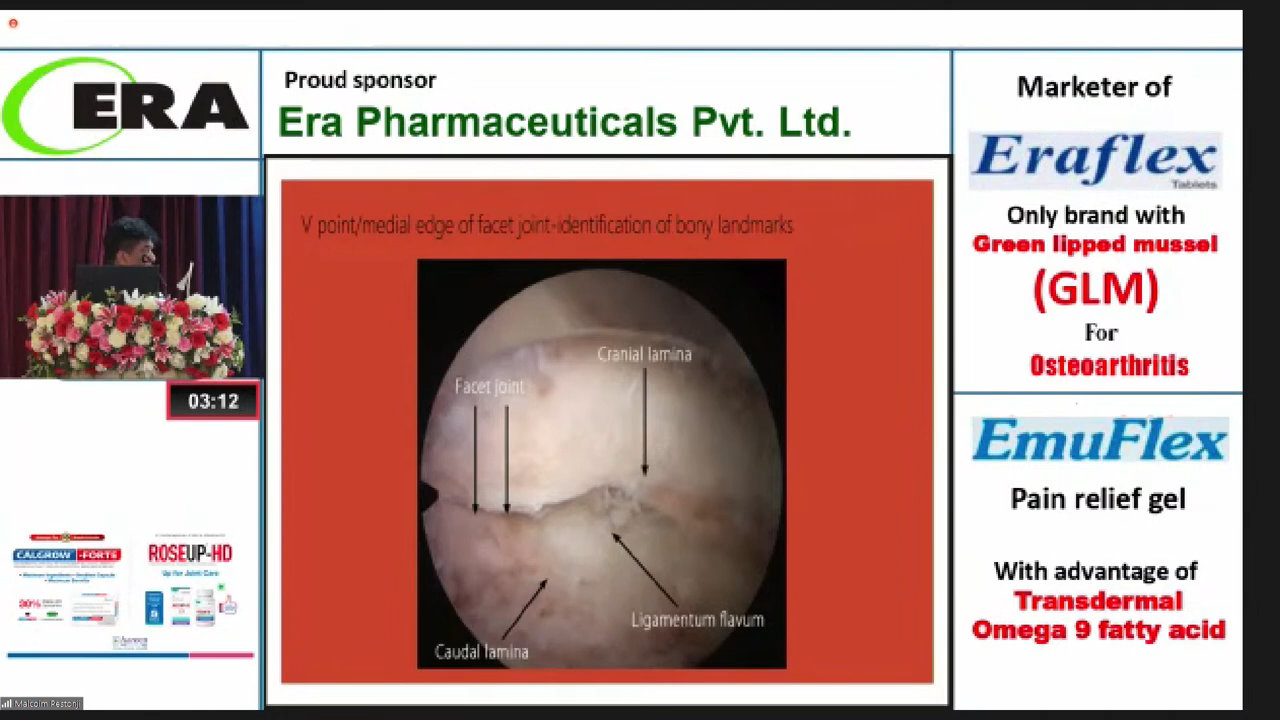 ERA
Proud sponsor
Era Pharmaceuticals Pvt. Ltd.
V point/medial edge of facet joint-identification of bony landmarks
Cranial lamina
Facet joint
Ligamentum flavum
Caudal lamina
03:12
CALGROW-FORTE
ROSEUP-HD
Up for Joint Care
30%
Malcolm Pestonji
Marketer of
Eraflex
Tablets
Only brand with
Green lipped mussel
(GLM)
For
Osteoarthritis
EmuFlex
Pain relief gel
With advantage of
Transdermal
Omega 9 fatty acid